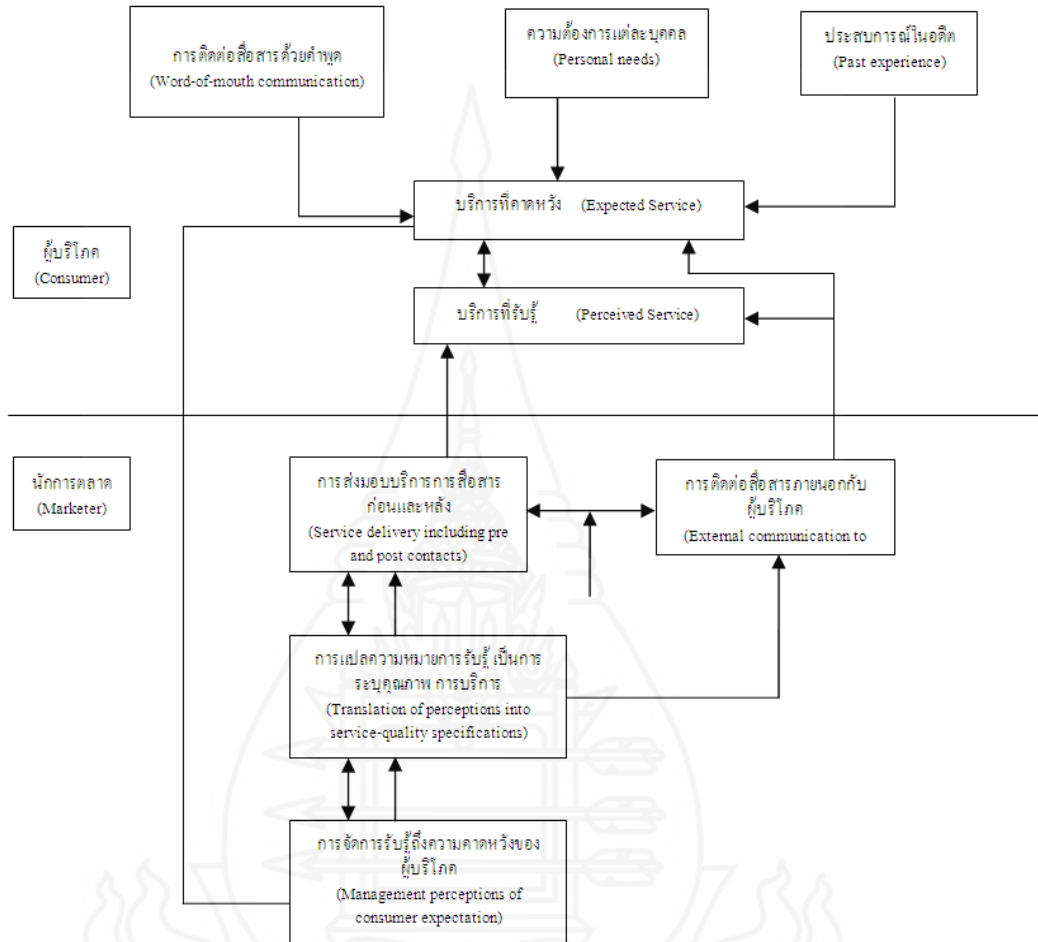 การติดต่อสื่อสารด้วยคำพูด
(Word-of-mouth communication)
ความต้องการแต่ละบุคคล
(Personal needs)
ประสบการณ์ในอดีต
(Past experience)
บริการที่คาดหวัง (Expected Service)
ผู้บริโภค
(Consumer)
บริการที่รับรู้ (Perceived Service)
นักการตลาด
(Marketer)
การส่งมอบบริการการสื่อสาร
ก่อนและหลัง
(Service delivery including pre
and post contacts)
การติดต่อสื่อสารภายนอกกับ
ผู้บริโภค
(External communication to
การแปลความหมายการรับรู้ เป็นการ
ระบุคุณภาพ การบริการ
(Translation of perceptions into
service-quality specifications)
การจัดการรับรู้ถึงความคาดหวังของ
ผู้บริโภค
(Management perceptions of
consumer expectation)